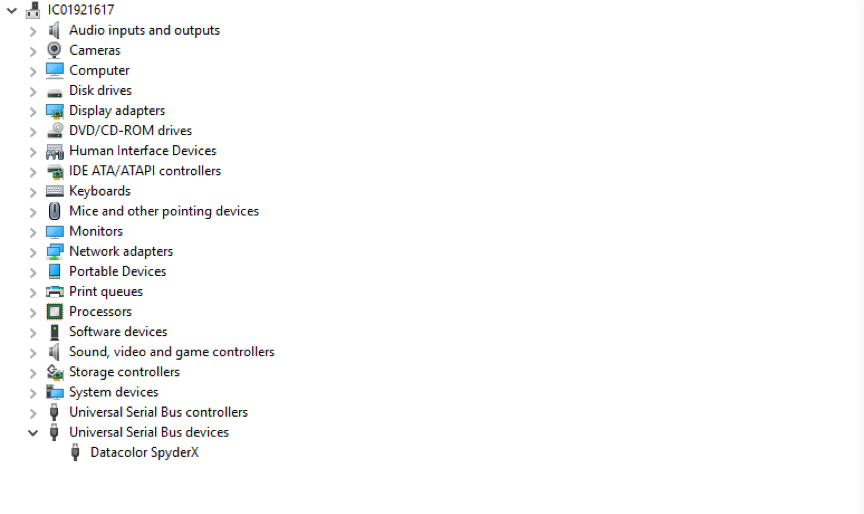 IC01921617
Audio inputs and outputs
Cameras
Computer
Disk drives
Display adapters
DVD/CD-ROM drives
Human Interface Devices
IDE ATA/ATAPI controllers
Keyboards
Mice and other pointing devices
Monitors
Network adapters
Portable Devices
Print queues
Processors
Software devices
Sound, video and game controllers
Storage controllers
System devices
Universal Serial Bus controllers
Universal Serial Bus devices
Datacolor SpyderX